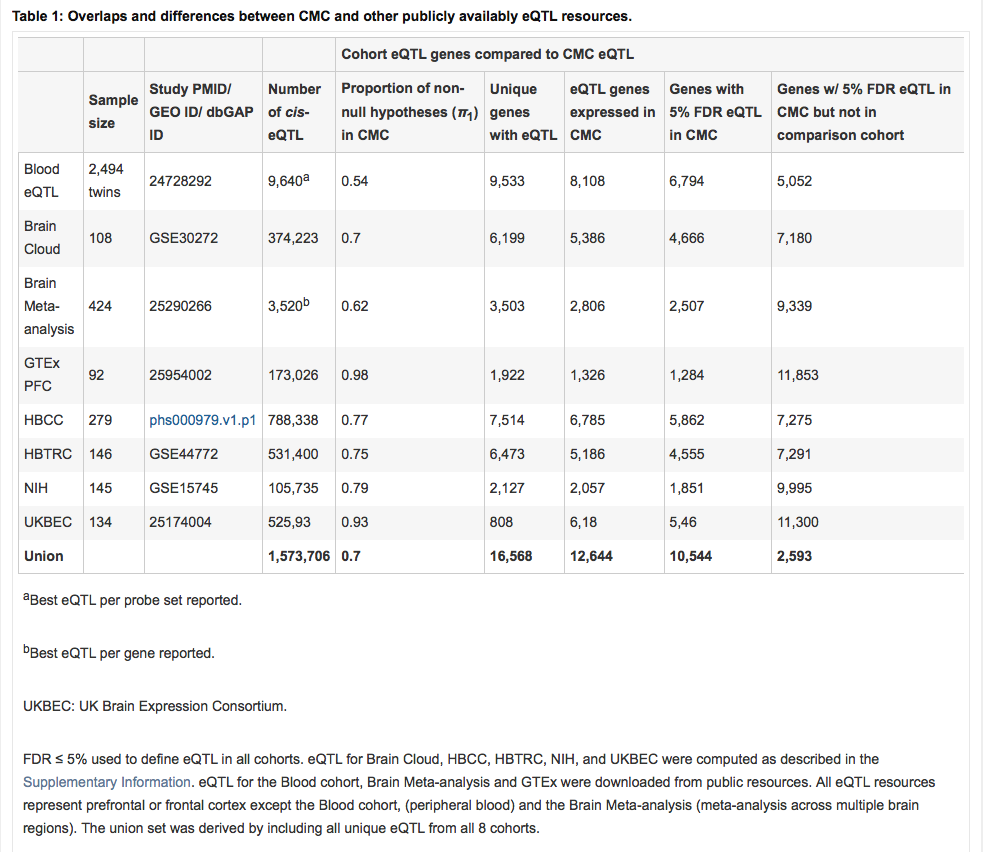 Table 1: Overlaps and differences between CMC and other publicly availably eQTL resources.
Cohort eQTL genes compared to CMC eQTL
Sample size
Study PMID/ GEO ID/ dbGAP ID
Number of cis-eQTL
Proportion of non-null hypotheses (π1) in CMC
Unique genes with eQTL
eQTL genes expressed in CMC
Genes with 5% FDR eQTL in CMC
Genes w/ 5% FDR eQTL in CMC but not in comparison cohort
Blood eQTL 2,494 twins 24728292 9,640a 0.54 9,533 8,108 6,794 5,052
Brain Cloud 108 GSE30272 374,223 0.7 6,199 5,386 4,666 7,180
Brain Meta-analysis 424 25290266 3,520b 0.62 3,503 2,806 2,507 9,339
GTEx PFC 92 25954002 173,026 0.98 1,922 1,326 1,284 11,853
HBCC 279 phs000979.v1.p1 788,338 0.77 7,514 6,785 5,862 7,275
HBTRC 146 GSE44772 531,400 0.75 6,473 5,186 4,555 7,291
NIH 145 GSE15745 105,735 0.79 2,127 2,057 1,851 9,995
UKBEC 134 25174004 525,93 0.93 808 6,18 5,46 11,300
Union 1,573,706 0.7 16,568 12,644 10,544 2,593
aBest eQTL per probe set reported.
bBest eQTL per gene reported.
UKBEC: UK Brain Expression Consortium.
FDR ≤ 5% used to define eQTL in all cohorts. eQTL for Brain Cloud, HBCC, HBTRC, NIH, and UKBEC were computed as described in the
Supplementary Information. eQTL for the Blood cohort, Brain Meta-analysis and GTEx were downloaded from public resources. All eQTL resources
represent prefrontal or frontal cortex except the Blood cohort, (peripheral blood) and the Brain Meta-analysis (meta-analysis across multiple brain
regions). The union set was derived by including all unique eQTL from all 8 cohorts.